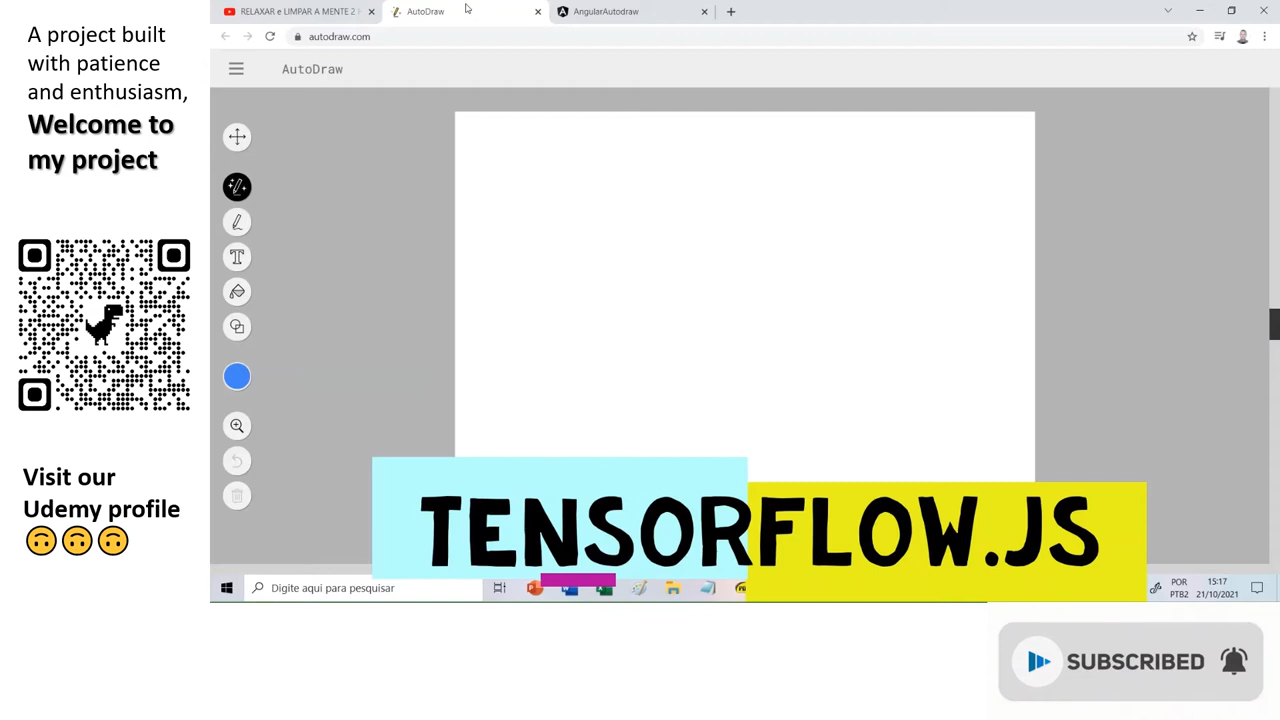 A project built
with patience
and enthusiasm,
Welcome to
my project
Visit our
Udemy profile
RELAXAR e LIMPAR A MENTE 2
AutoDraw
AngularAutodraw
autodraw.com
AutoDraw
TENSORFLOW.JS
Digite aqui para pesquisar
POR
PTB2
15:17
21/10/2021
SUBSCRIBED